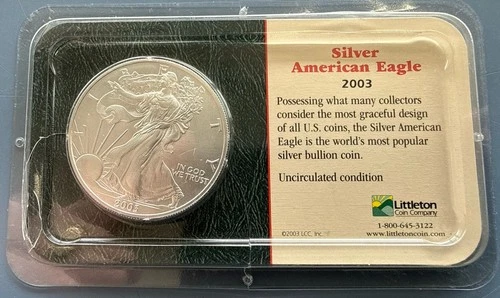 Silver
American Eagle
2003
Possessing what many collectors
consider the most graceful design
of all U.S. coins, the Silver American
Eagle is the world's most popular
silver bullion coin.
Uncirculated condition
Littleton
Coin Company
©2003 LCC, Inc.
1-800-645-3122
www.littletoncoin.com
LIBERTY
IN GOD
WE TRUST
2003